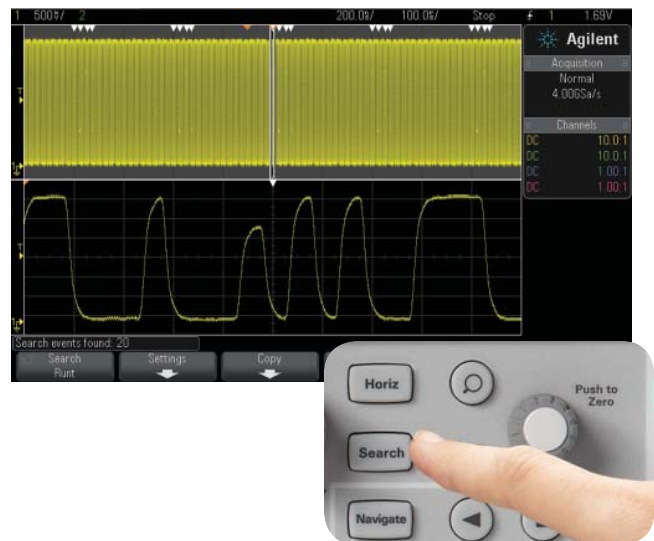 1 500%/ 2 200.0%/ 100.0%/ Stop 1 1.69V
Agilent
Acquisition
Normal
4.00GSa/s
Channels
DC 10.0:1
DC 10.0:1
DC 1.00:1
DC 1.00:1
T
T
Search events found: 20
Search
Runt
Settings
Copy
Horiz
Push to
Zero
Search
Navigate